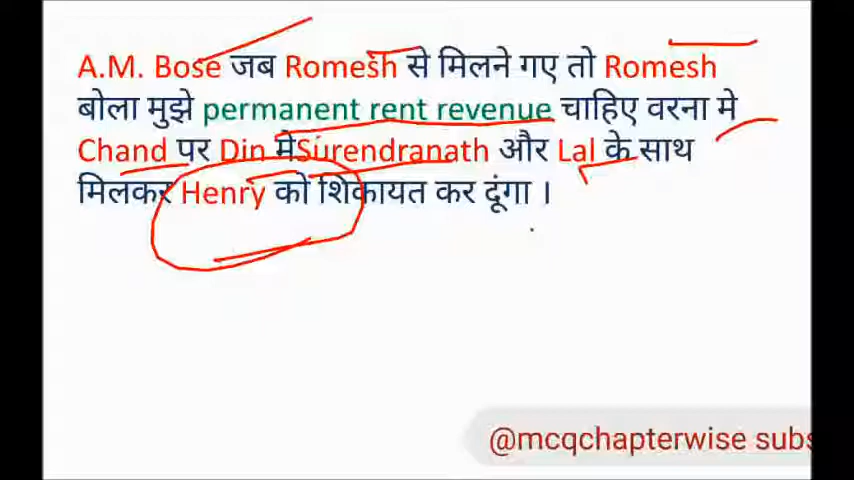 A.M. Bose जब Romesh से मिलने गए तो Romesh
बोला मुझे permanent rent revenue चाहिए वरना मे
Chand पर Din मेSurendranath और Lal के साथ
मिलकर Henry को शिकायत कर दूंगा ।
@mcqchapterwise subs